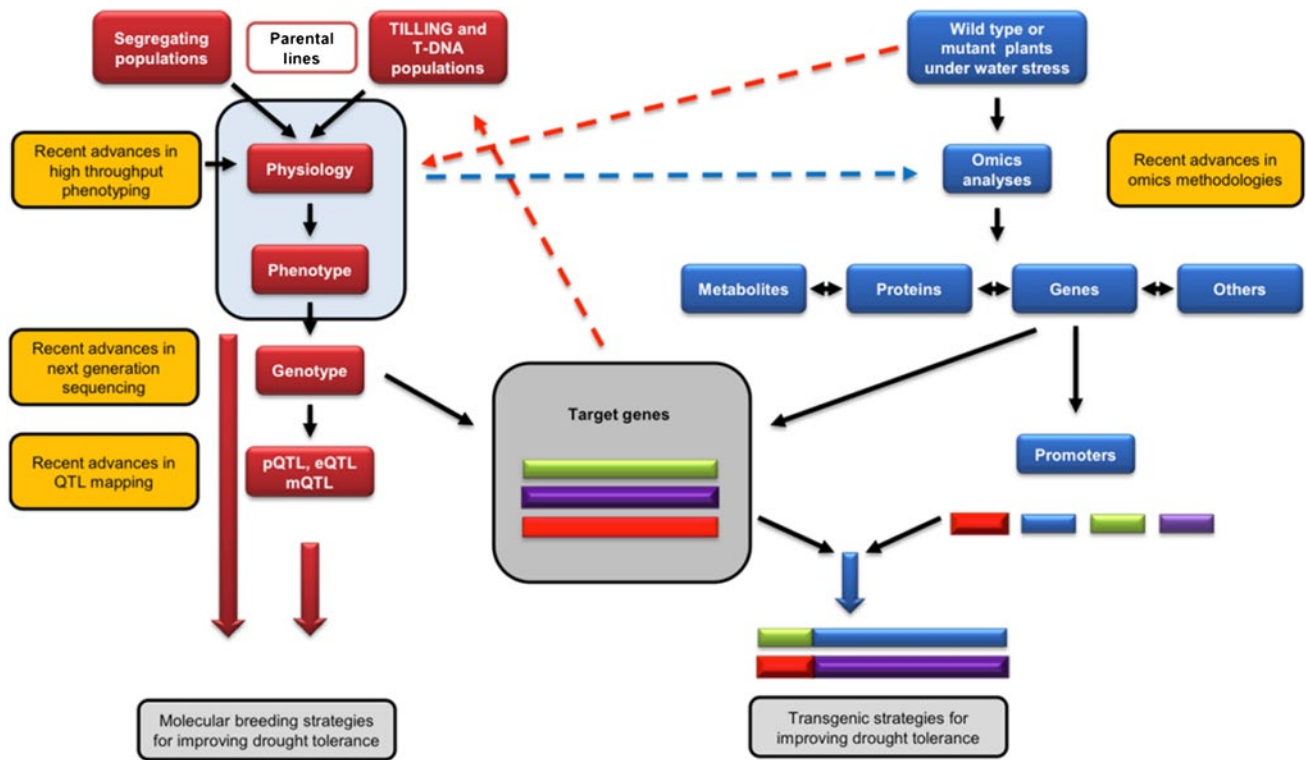 Segregating
populations
Parental
lines
TILLING and
T-DNA
populations
Wild type or
mutant plants
under water stress
Recent advances in
high throughput
phenotyping
Physiology
Omics
analyses
Recent advances in
omics methodologies
Phenotype
Metabolites
Proteins
Genes
Others
Recent advances in
next generation
sequencing
Genotype
Target genes
Recent advances in
QTL mapping
pQTL, eQTL
mQTL
Promoters
Molecular breeding strategies
for improving drought tolerance
Transgenic strategies for
improving drought tolerance